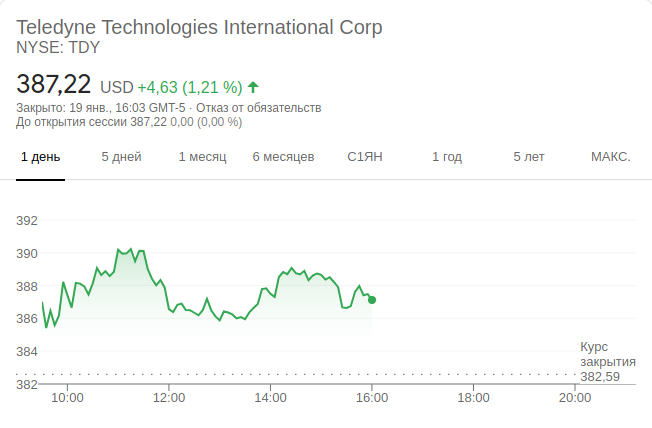 Teledyne Technologies International Corp
NYSE: TDY
387,22 USD +4,63 (1,21 %)
Закрыто: 19 янв., 16:03 GMT-5 · Отказ от обязательств
До открытия сессии 387,22 0,00 (0,00 %)
1 день 5 дней 1 месяц 6 месяцев С1ЯН 1 год 5 лет МАКС.
392
390
388
386
384
382
Курс
закрытия
382,59
10:00 12:00 14:00 16:00 18:00 20:00